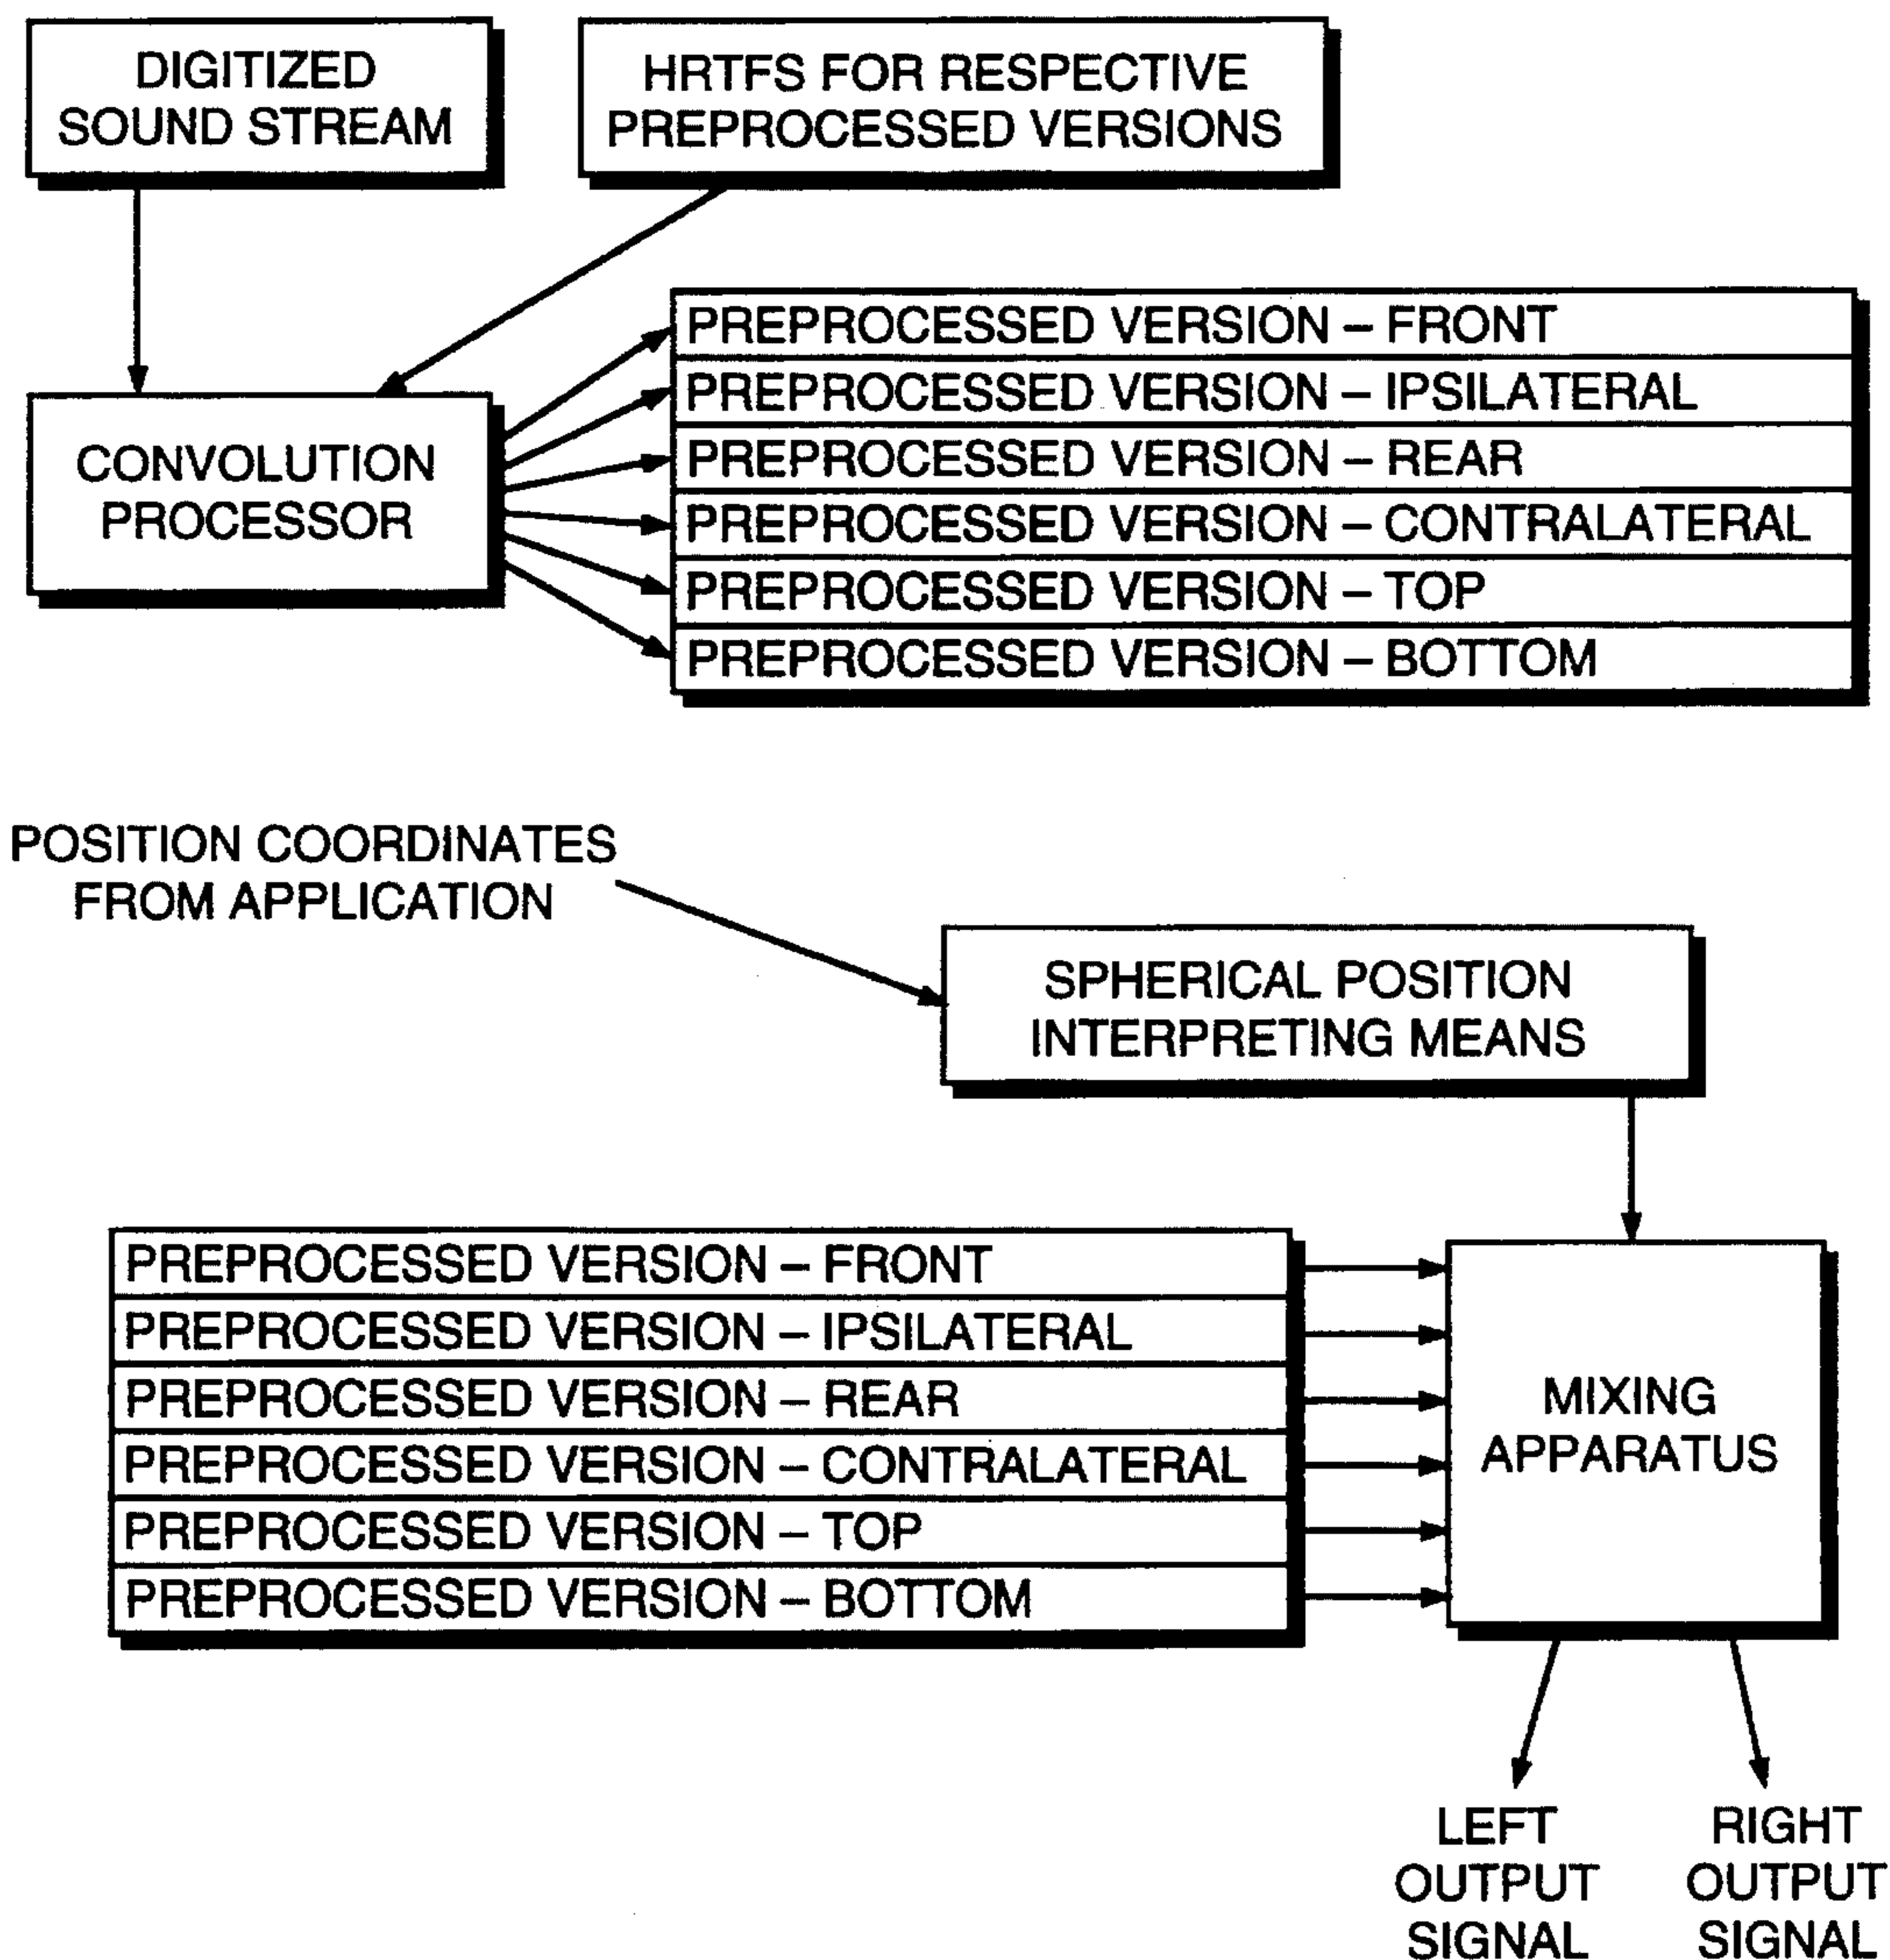 DIGITIZED
SOUND STREAM
HRTFS FOR RESPECTIVE
PREPROCESSED VERSIONS
CONVOLUTION
PROCESSOR
PREPROCESSED VERSION – FRONT
PREPROCESSED VERSION – IPSILATERAL
PREPROCESSED VERSION – REAR
PREPROCESSED VERSION – CONTRALATERAL
PREPROCESSED VERSION – TOP
PREPROCESSED VERSION – BOTTOM
POSITION COORDINATES
FROM APPLICATION
SPHERICAL POSITION
INTERPRETING MEANS
PREPROCESSED VERSION – FRONT
PREPROCESSED VERSION – IPSILATERAL
PREPROCESSED VERSION – REAR
PREPROCESSED VERSION – CONTRALATERAL
PREPROCESSED VERSION – TOP
PREPROCESSED VERSION – BOTTOM
MIXING
APPARATUS
LEFT
OUTPUT
SIGNAL
RIGHT
OUTPUT
SIGNAL